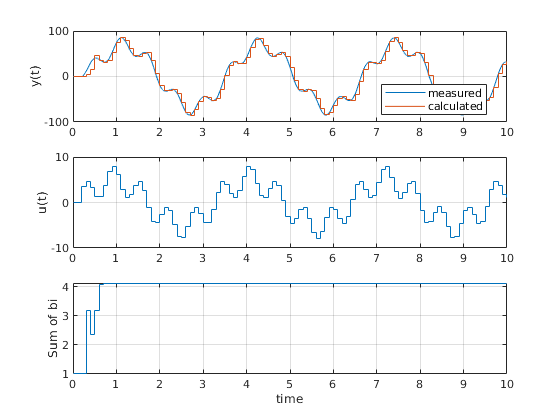 100
0
-100
y(t)
measured
calculated
0 1 2 3 4 5 6 7 8 9 10
10
0
-10
u(t)
0 1 2 3 4 5 6 7 8 9 10
4
3
2
1
Sum of bi
0 1 2 3 4 5 6 7 8 9 10
time